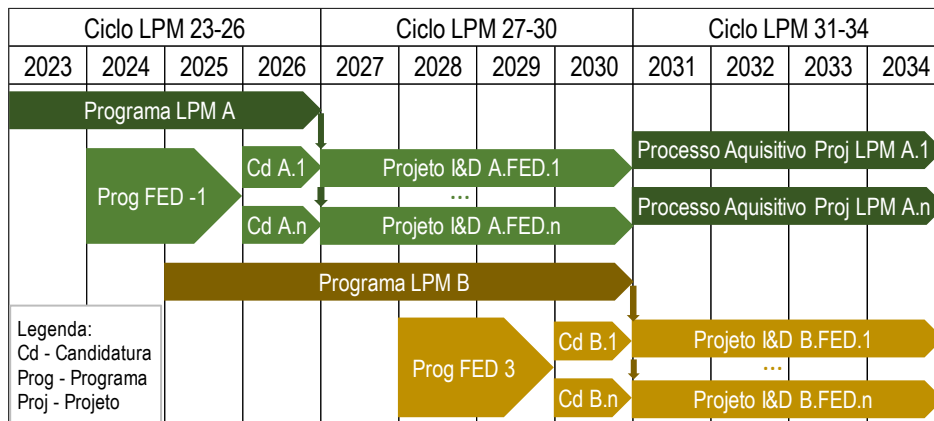 Ciclo LPM 23-26 Ciclo LPM 27-30 Ciclo LPM 31-34
2023 2024 2025 2026 2027 2028 2029 2030 2031 2032 2033 2034
Programa LPM A
Cd A.1 Projeto I&D A.FED.1 Processo Aquisitivo Proj LPM A.1
Prog FED -1 ...
Cd A.n Projeto I&D A.FED.n Processo Aquisitivo Proj LPM A.n
Programa LPM B
Legenda:
Cd - Candidatura
Prog - Programa
Proj - Projeto
Cd B.1 Projeto I&D B.FED.1
Prog FED 3 ...
Cd B.n Projeto I&D B.FED.n